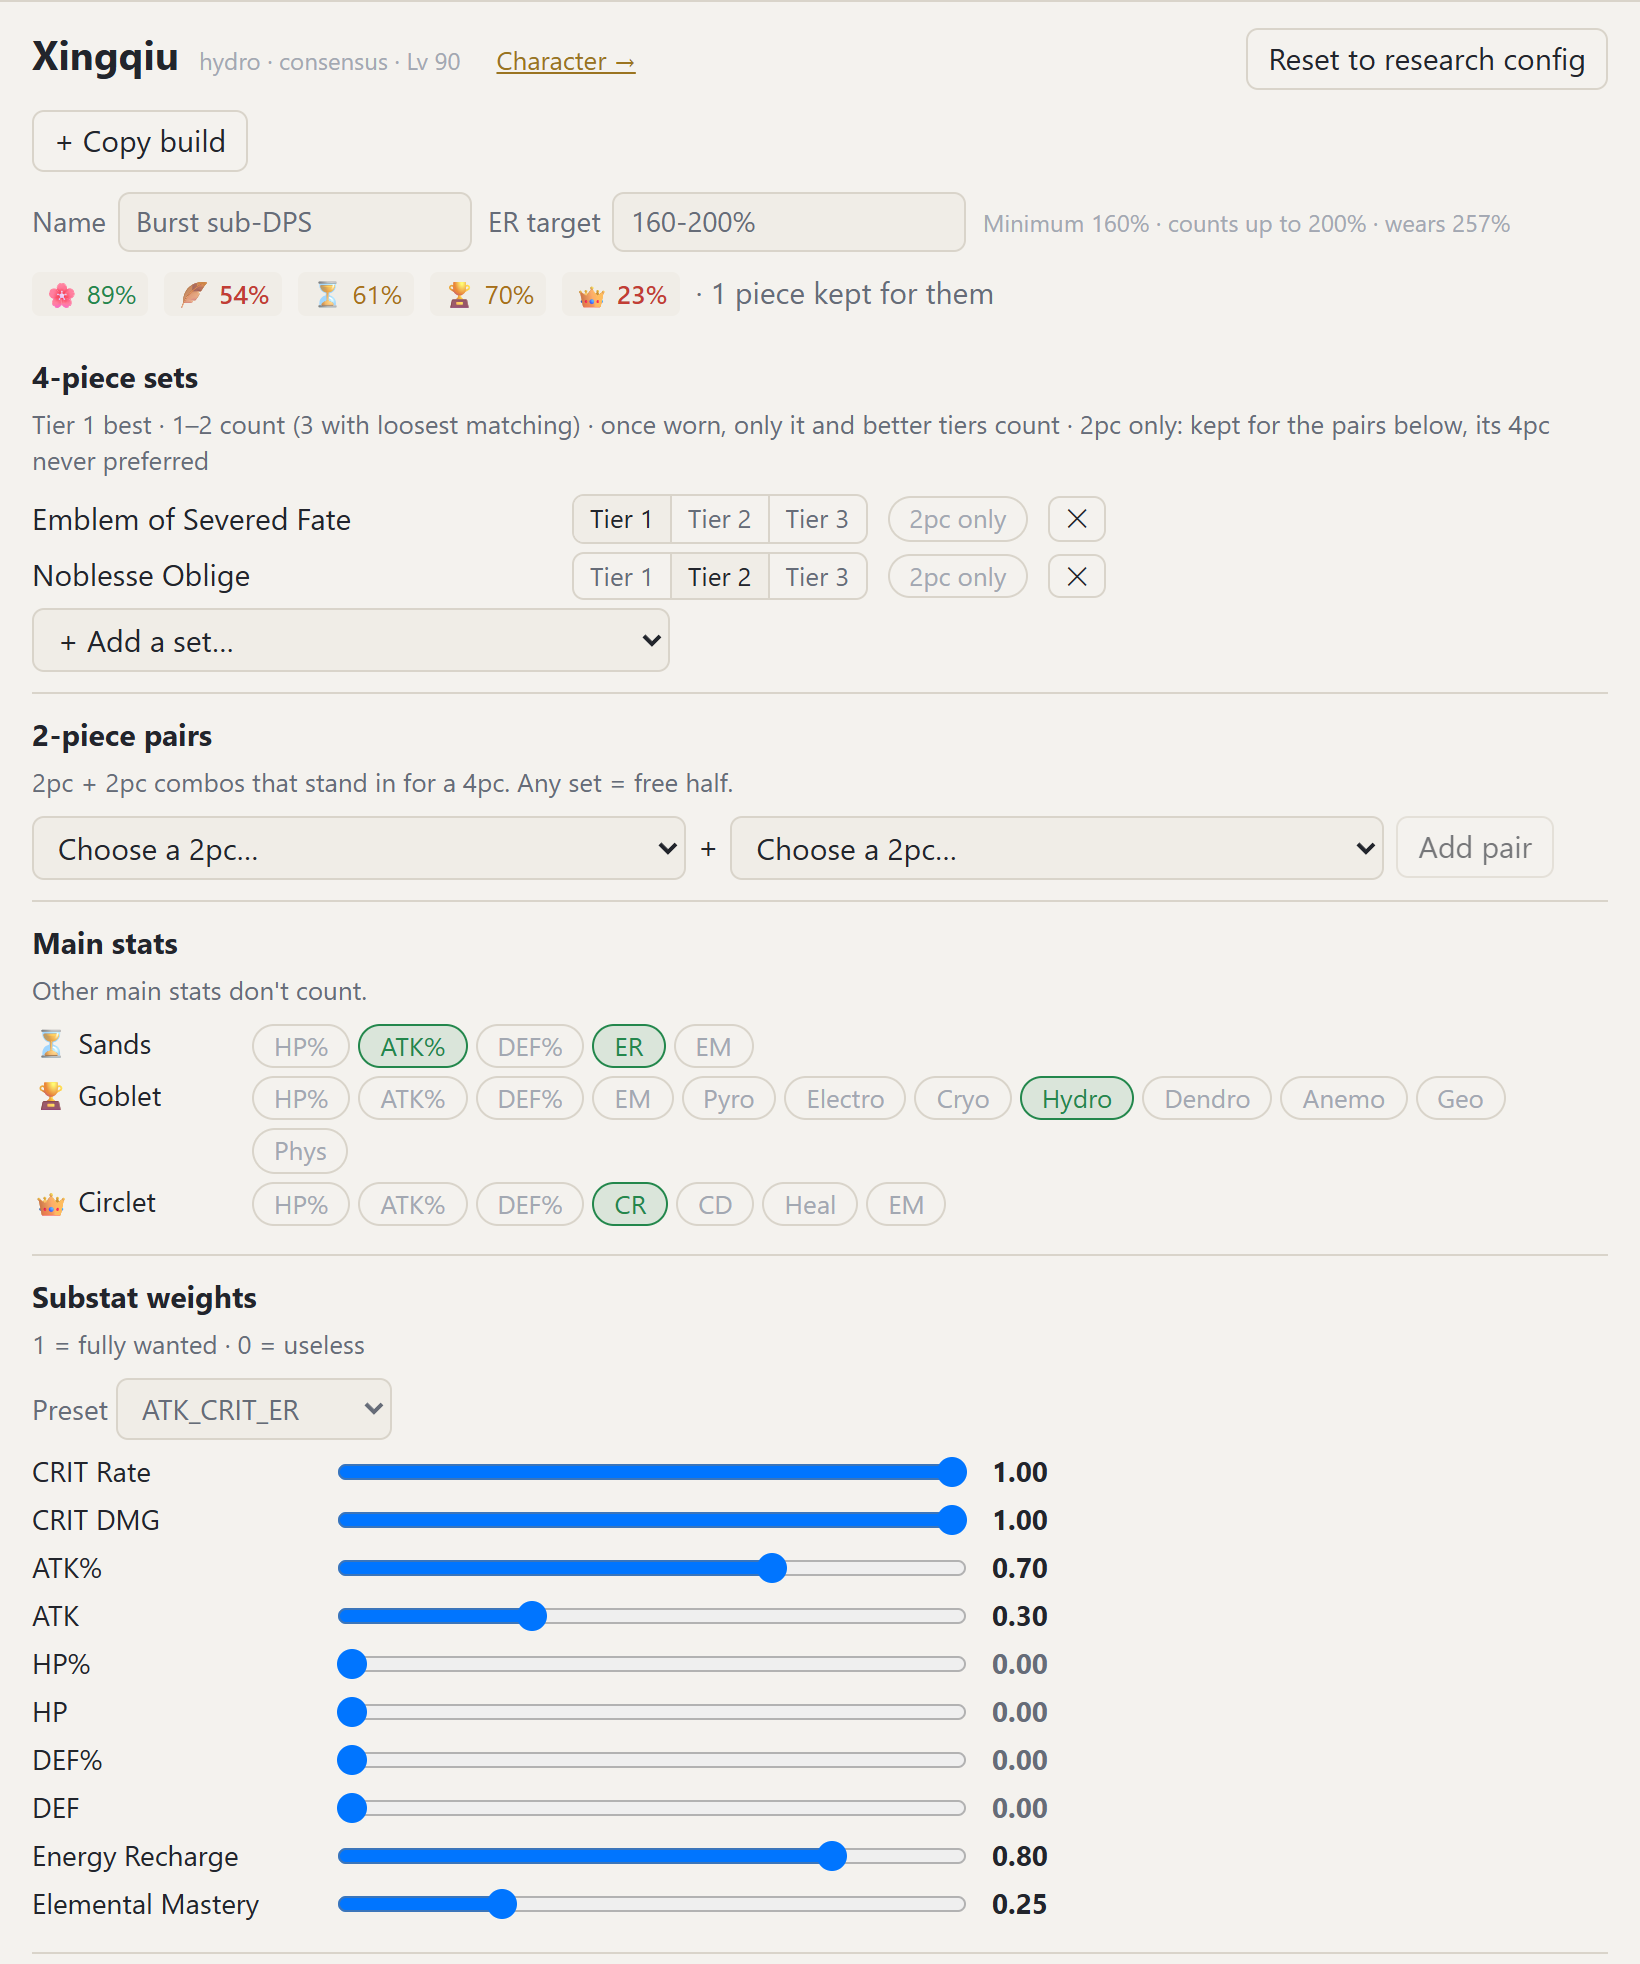 Xingqiu hydro · consensus · Lv 90 Character → Reset to research config
+ Copy build
Name Burst sub-DPS ER target 160-200% Minimum 160% · counts up to 200% · wears 257%
89% 54% 61% 70% 23% · 1 piece kept for them
4-piece sets
Tier 1 best · 1–2 count (3 with loosest matching) · once worn, only it and better tiers count · 2pc only: kept for the pairs below, its 4pc
never preferred
Emblem of Severed Fate Tier 1 Tier 2 Tier 3 2pc only ×
Noblesse Oblige Tier 1 Tier 2 Tier 3 2pc only ×
+ Add a set...
2-piece pairs
2pc + 2pc combos that stand in for a 4pc. Any set = free half.
Choose a 2pc... + Choose a 2pc... Add pair
Main stats
Other main stats don't count.
Sands HP% ATK% DEF% ER EM
Goblet HP% ATK% DEF% EM Pyro Electro Cryo Hydro Dendro Anemo Geo
Phys
Circlet HP% ATK% DEF% CR CD Heal EM
Substat weights
1 = fully wanted · 0 = useless
Preset ATK_CRIT_ER
CRIT Rate 1.00
CRIT DMG 1.00
ATK% 0.70
ATK 0.30
HP% 0.00
HP 0.00
DEF% 0.00
DEF 0.00
Energy Recharge 0.80
Elemental Mastery 0.25